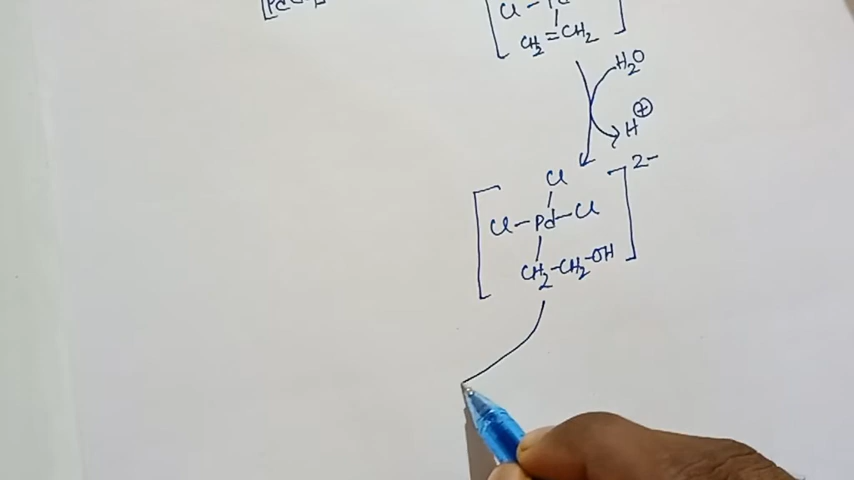 Cl-
CH2=CH2
H2O
H⊕
2-
Cl
Cl-Pd-Cl
CH2-CH2-OH